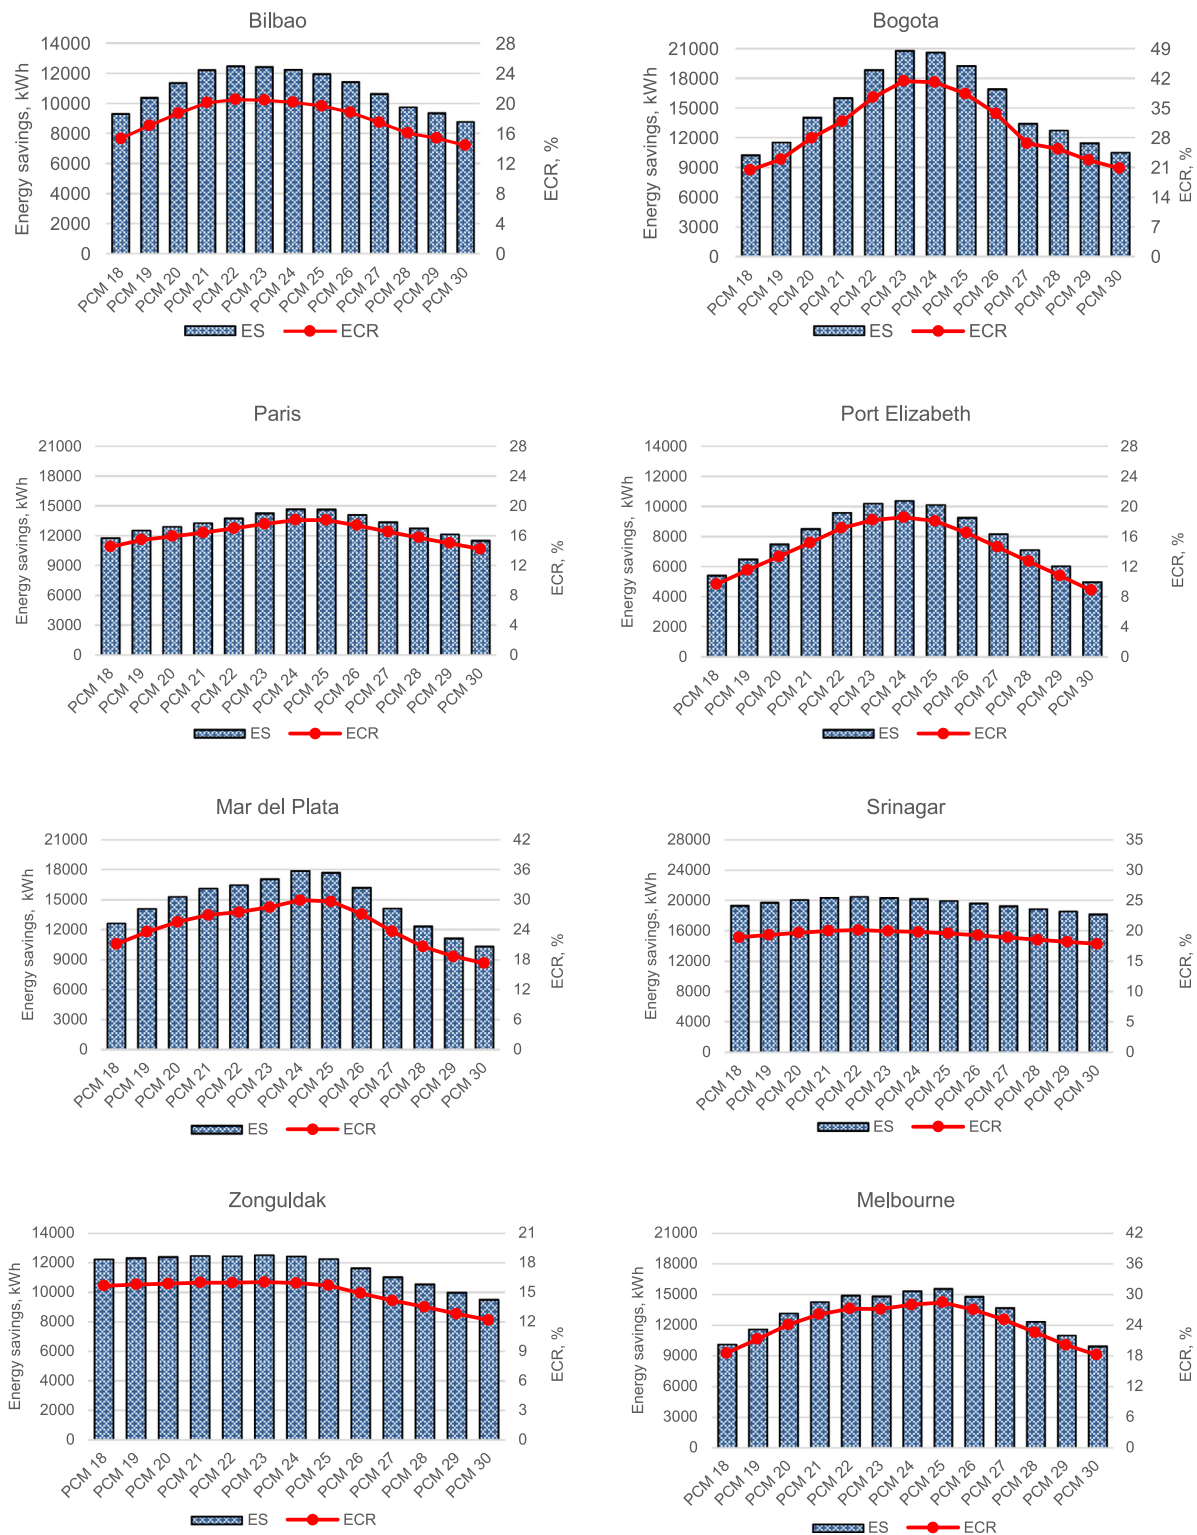 Bilbao
Energy savings, kWh
14000
12000
10000
8000
6000
4000
2000
0
28
24
20
16
12
8
4
0
ECR, %
PCM 18
PCM 19
PCM 20
PCM 21
PCM 22
PCM 23
PCM 24
PCM 25
PCM 26
PCM 27
PCM 28
PCM 29
PCM 30
ES
ECR
Bogota
Energy savings, kWh
21000
18000
15000
12000
9000
6000
3000
0
49
42
35
28
21
14
7
0
ECR, %
PCM 18
PCM 19
PCM 20
PCM 21
PCM 22
PCM 23
PCM 24
PCM 25
PCM 26
PCM 27
PCM 28
PCM 29
PCM 30
ES
ECR
Paris
Energy savings, kWh
21000
18000
15000
12000
9000
6000
3000
0
28
24
20
16
12
8
4
0
ECR, %
PCM 18
PCM 19
PCM 20
PCM 21
PCM 22
PCM 23
PCM 24
PCM 25
PCM 26
PCM 27
PCM 28
PCM 29
PCM 30
ES
ECR
Port Elizabeth
Energy savings, kWh
14000
12000
10000
8000
6000
4000
2000
0
28
24
20
16
12
8
4
0
ECR, %
PCM 18
PCM 19
PCM 20
PCM 21
PCM 22
PCM 23
PCM 24
PCM 25
PCM 26
PCM 27
PCM 28
PCM 29
PCM 30
ES
ECR
Mar del Plata
Energy savings, kWh
21000
18000
15000
12000
9000
6000
3000
0
42
36
30
24
18
12
6
0
ECR, %
PCM 18
PCM 19
PCM 20
PCM 21
PCM 22
PCM 23
PCM 24
PCM 25
PCM 26
PCM 27
PCM 28
PCM 29
PCM 30
ES
ECR
Srinagar
Energy savings, kWh
28000
24000
20000
16000
12000
8000
4000
0
35
30
25
20
15
10
5
0
ECR, %
PCM 18
PCM 19
PCM 20
PCM 21
PCM 22
PCM 23
PCM 24
PCM 25
PCM 26
PCM 27
PCM 28
PCM 29
PCM 30
ES
ECR
Zonguldak
Energy savings, kWh
14000
12000
10000
8000
6000
4000
2000
0
21
18
15
12
9
6
3
0
ECR, %
PCM 18
PCM 19
PCM 20
PCM 21
PCM 22
PCM 23
PCM 24
PCM 25
PCM 26
PCM 27
PCM 28
PCM 29
PCM 30
ES
ECR
Melbourne
Energy savings, kWh
21000
18000
15000
12000
9000
6000
3000
0
42
36
30
24
18
12
6
0
ECR, %
PCM 18
PCM 19
PCM 20
PCM 21
PCM 22
PCM 23
PCM 24
PCM 25
PCM 26
PCM 27
PCM 28
PCM 29
PCM 30
ES
ECR